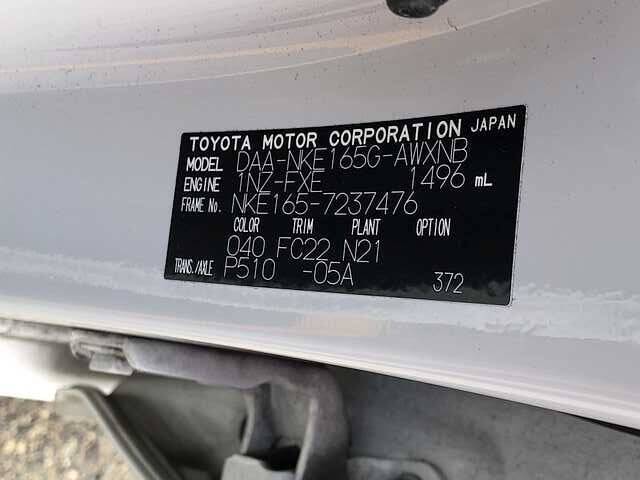 TOYOTA MOTOR CORPORATION JAPAN
MODEL DAA-NKE165G-AWXNB
ENGINE 1NZ-FXE 1496 mL
FRAME No. NKE165-7237476
COLOR TRIM PLANT OPTION
040 FC22 N21
TRANS./AXLE P510 -05A 372